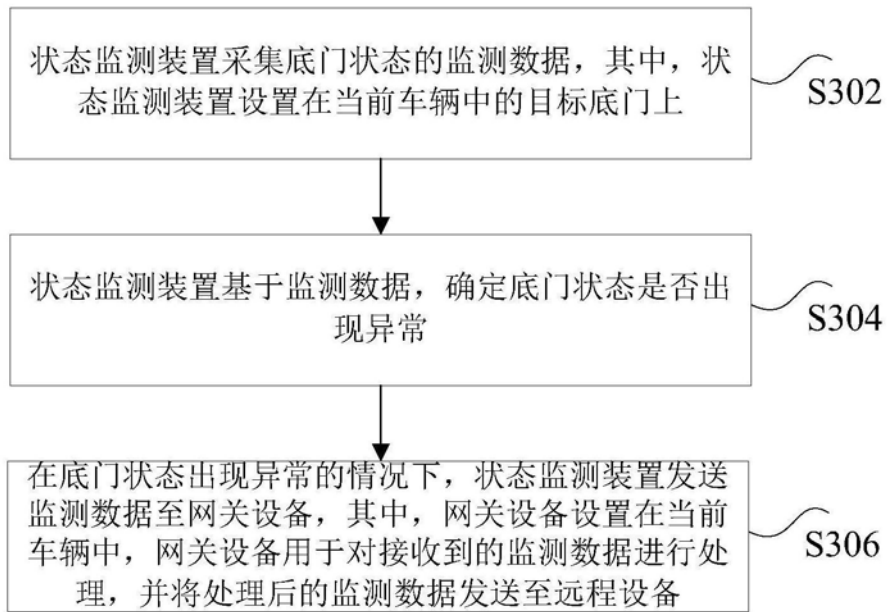 状态监测装置采集底门状态的监测数据，其中，状
态监测装置设置在当前车辆中的目标底门上
S302
状态监测装置基于监测数据，确定底门状态是否出
现异常
S304
在底门状态出现异常的情况下，状态监测装置发送
监测数据至网关设备，其中，网关设备设置在当前
车辆中，网关设备用于对接收到的监测数据进行处
理，并将处理后的监测数据发送至远程设备
S306